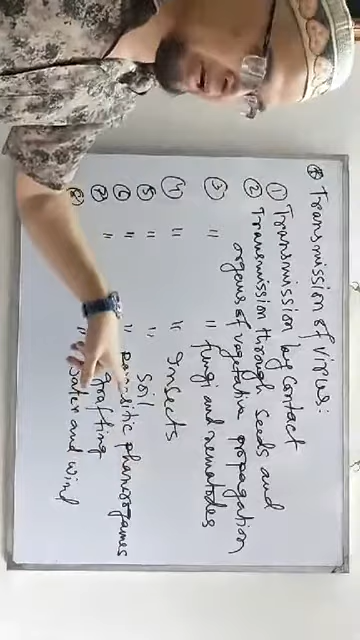 * Transmission of virus:
① Transmission by Contact
② Transmission through Seeds and
organs of vegetative propagation
③ " " fungi and nematodes
④ " " Insects
⑤ " " Soil
⑥ " " parasitic phanerogames
⑦ " " grafting
⑧ " " water and wind